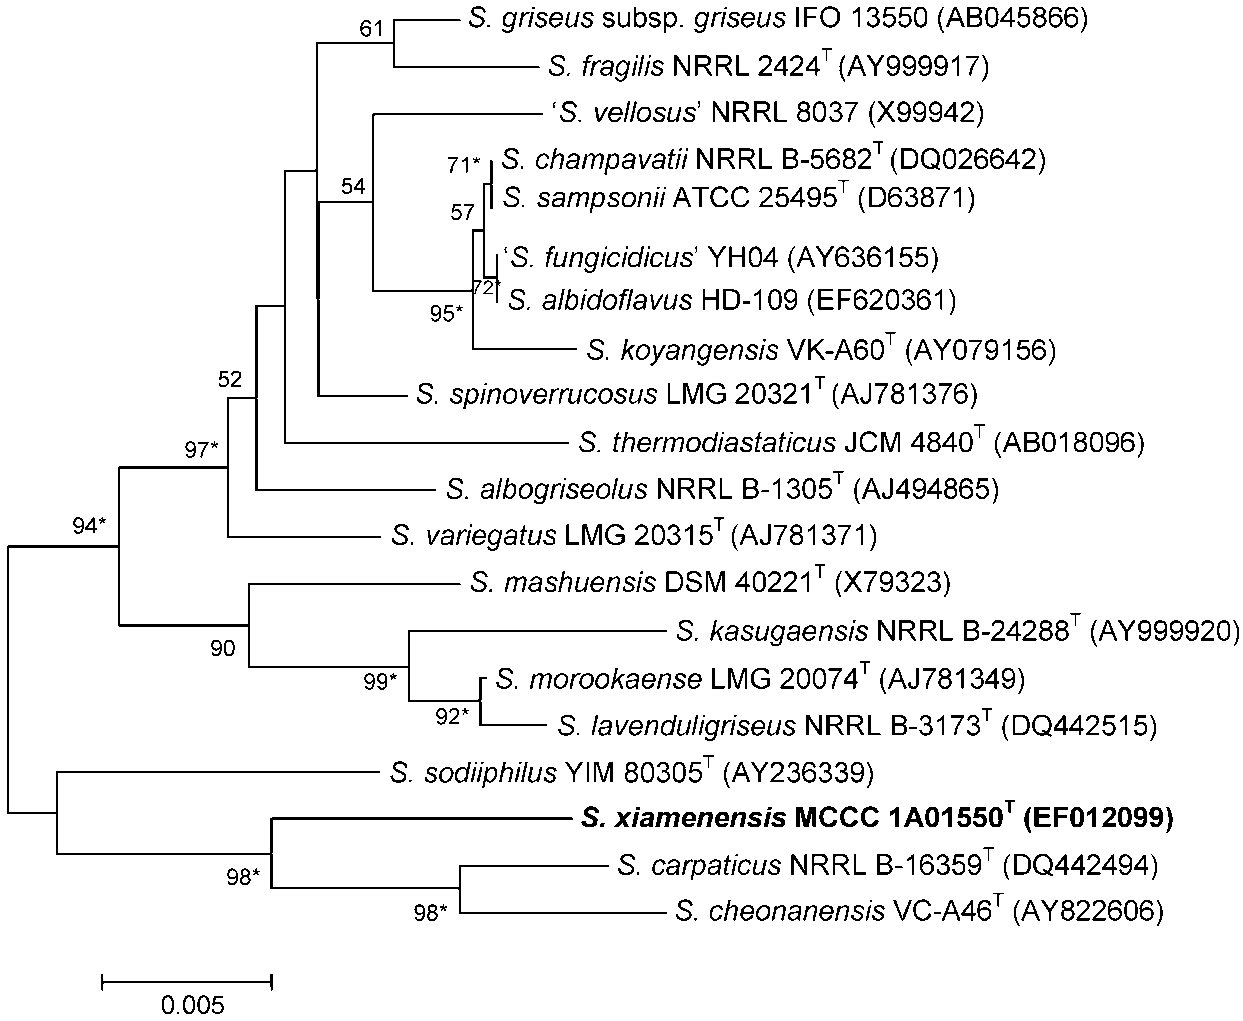 61
S. griseus subsp. griseus IFO 13550 (AB045866)
S. fragilis NRRL 2424T (AY999917)
‘S. vellosus’ NRRL 8037 (X99942)
71*
S. champavatii NRRL B-5682T (DQ026642)
54
S. sampsonii ATCC 25495T (D63871)
57
‘S. fungicidicus’ YH04 (AY636155)
72*
S. albidoflavus HD-109 (EF620361)
95*
S. koyangensis VK-A60T (AY079156)
52
S. spinoverrucosus LMG 20321T (AJ781376)
S. thermodiastaticus JCM 4840T (AB018096)
97*
S. albogriseolus NRRL B-1305T (AJ494865)
94*
S. variegatus LMG 20315T (AJ781371)
S. mashuensis DSM 40221T (X79323)
S. kasugaensis NRRL B-24288T (AY999920)
90
S. morookaense LMG 20074T (AJ781349)
99*
92*
S. lavenduligriseus NRRL B-3173T (DQ442515)
S. sodiiphilus YIM 80305T (AY236339)
S. xiamenensis MCCC 1A01550T (EF012099)
S. carpaticus NRRL B-16359T (DQ442494)
98*
S. cheonanensis VC-A46T (AY822606)
98*
0.005